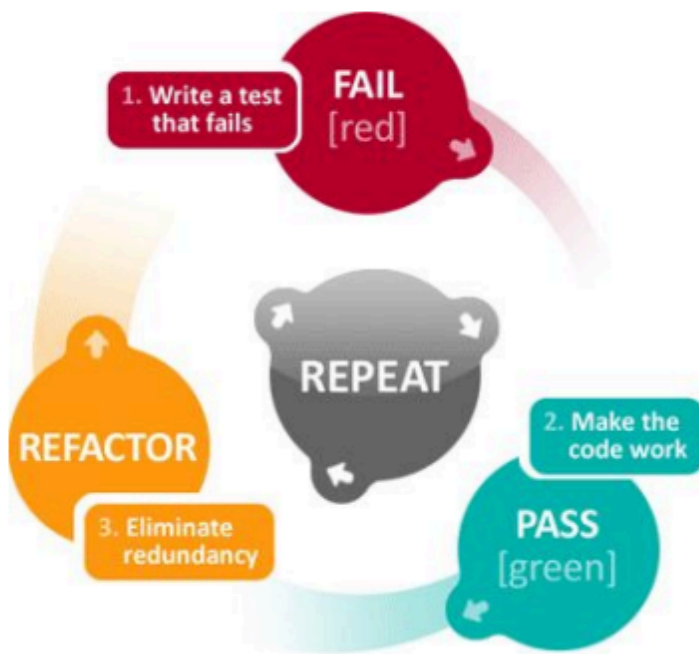 1. Write a test
that fails
FAIL
[red]
REPEAT
2. Make the
code work
PASS
[green]
REFACTOR
3. Eliminate
redundancy